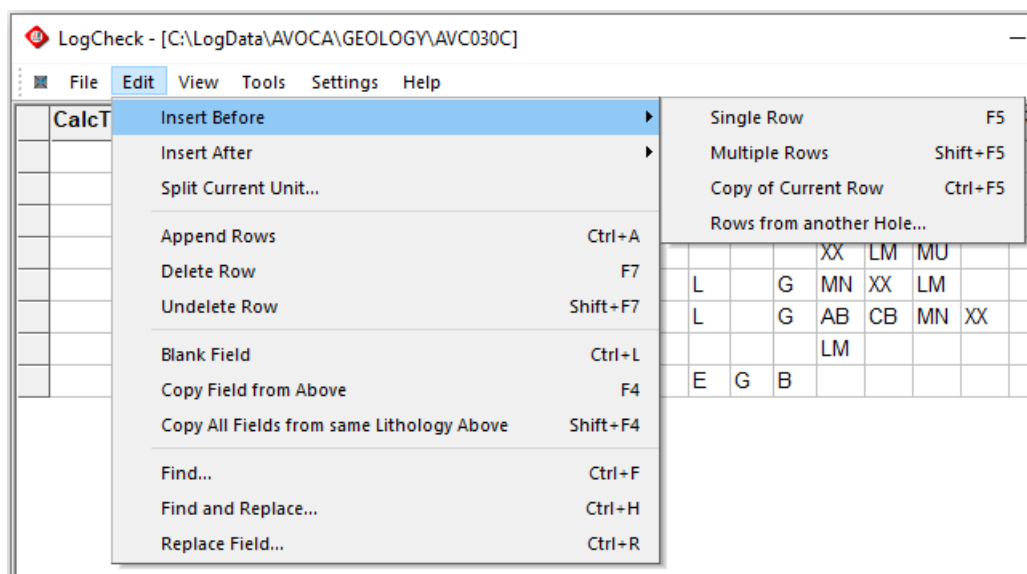 LogCheck - [C:\LogData\AVOCA\GEOLOGY\AVC030C]
File Edit View Tools Settings Help
CalcT
Insert Before
Insert After
Split Current Unit...
Append Rows Ctrl+A
Delete Row F7
Undelete Row Shift+F7
Blank Field Ctrl+L
Copy Field from Above F4
Copy All Fields from same Lithology Above Shift+F4
Find... Ctrl+F
Find and Replace... Ctrl+H
Replace Field... Ctrl+R
Single Row F5
Multiple Rows Shift+F5
Copy of Current Row Ctrl+F5
Rows from another Hole...
XX LM MU
L G MN XX LM
L G AB CB MN XX
LM
E G B